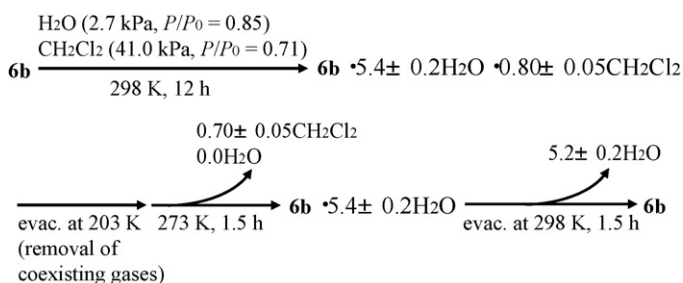 H₂O (2.7 kPa, P/P₀ = 0.85)
CH₂Cl₂ (41.0 kPa, P/P₀ = 0.71)
6b
298 K, 12 h
6b •5.4± 0.2H₂O •0.80± 0.05CH₂Cl₂
0.70± 0.05CH₂Cl₂
0.0H₂O
5.2± 0.2H₂O
6b •5.4± 0.2H₂O
6b
evac. at 203 K
(removal of
coexisting gases)
273 K, 1.5 h
evac. at 298 K, 1.5 h